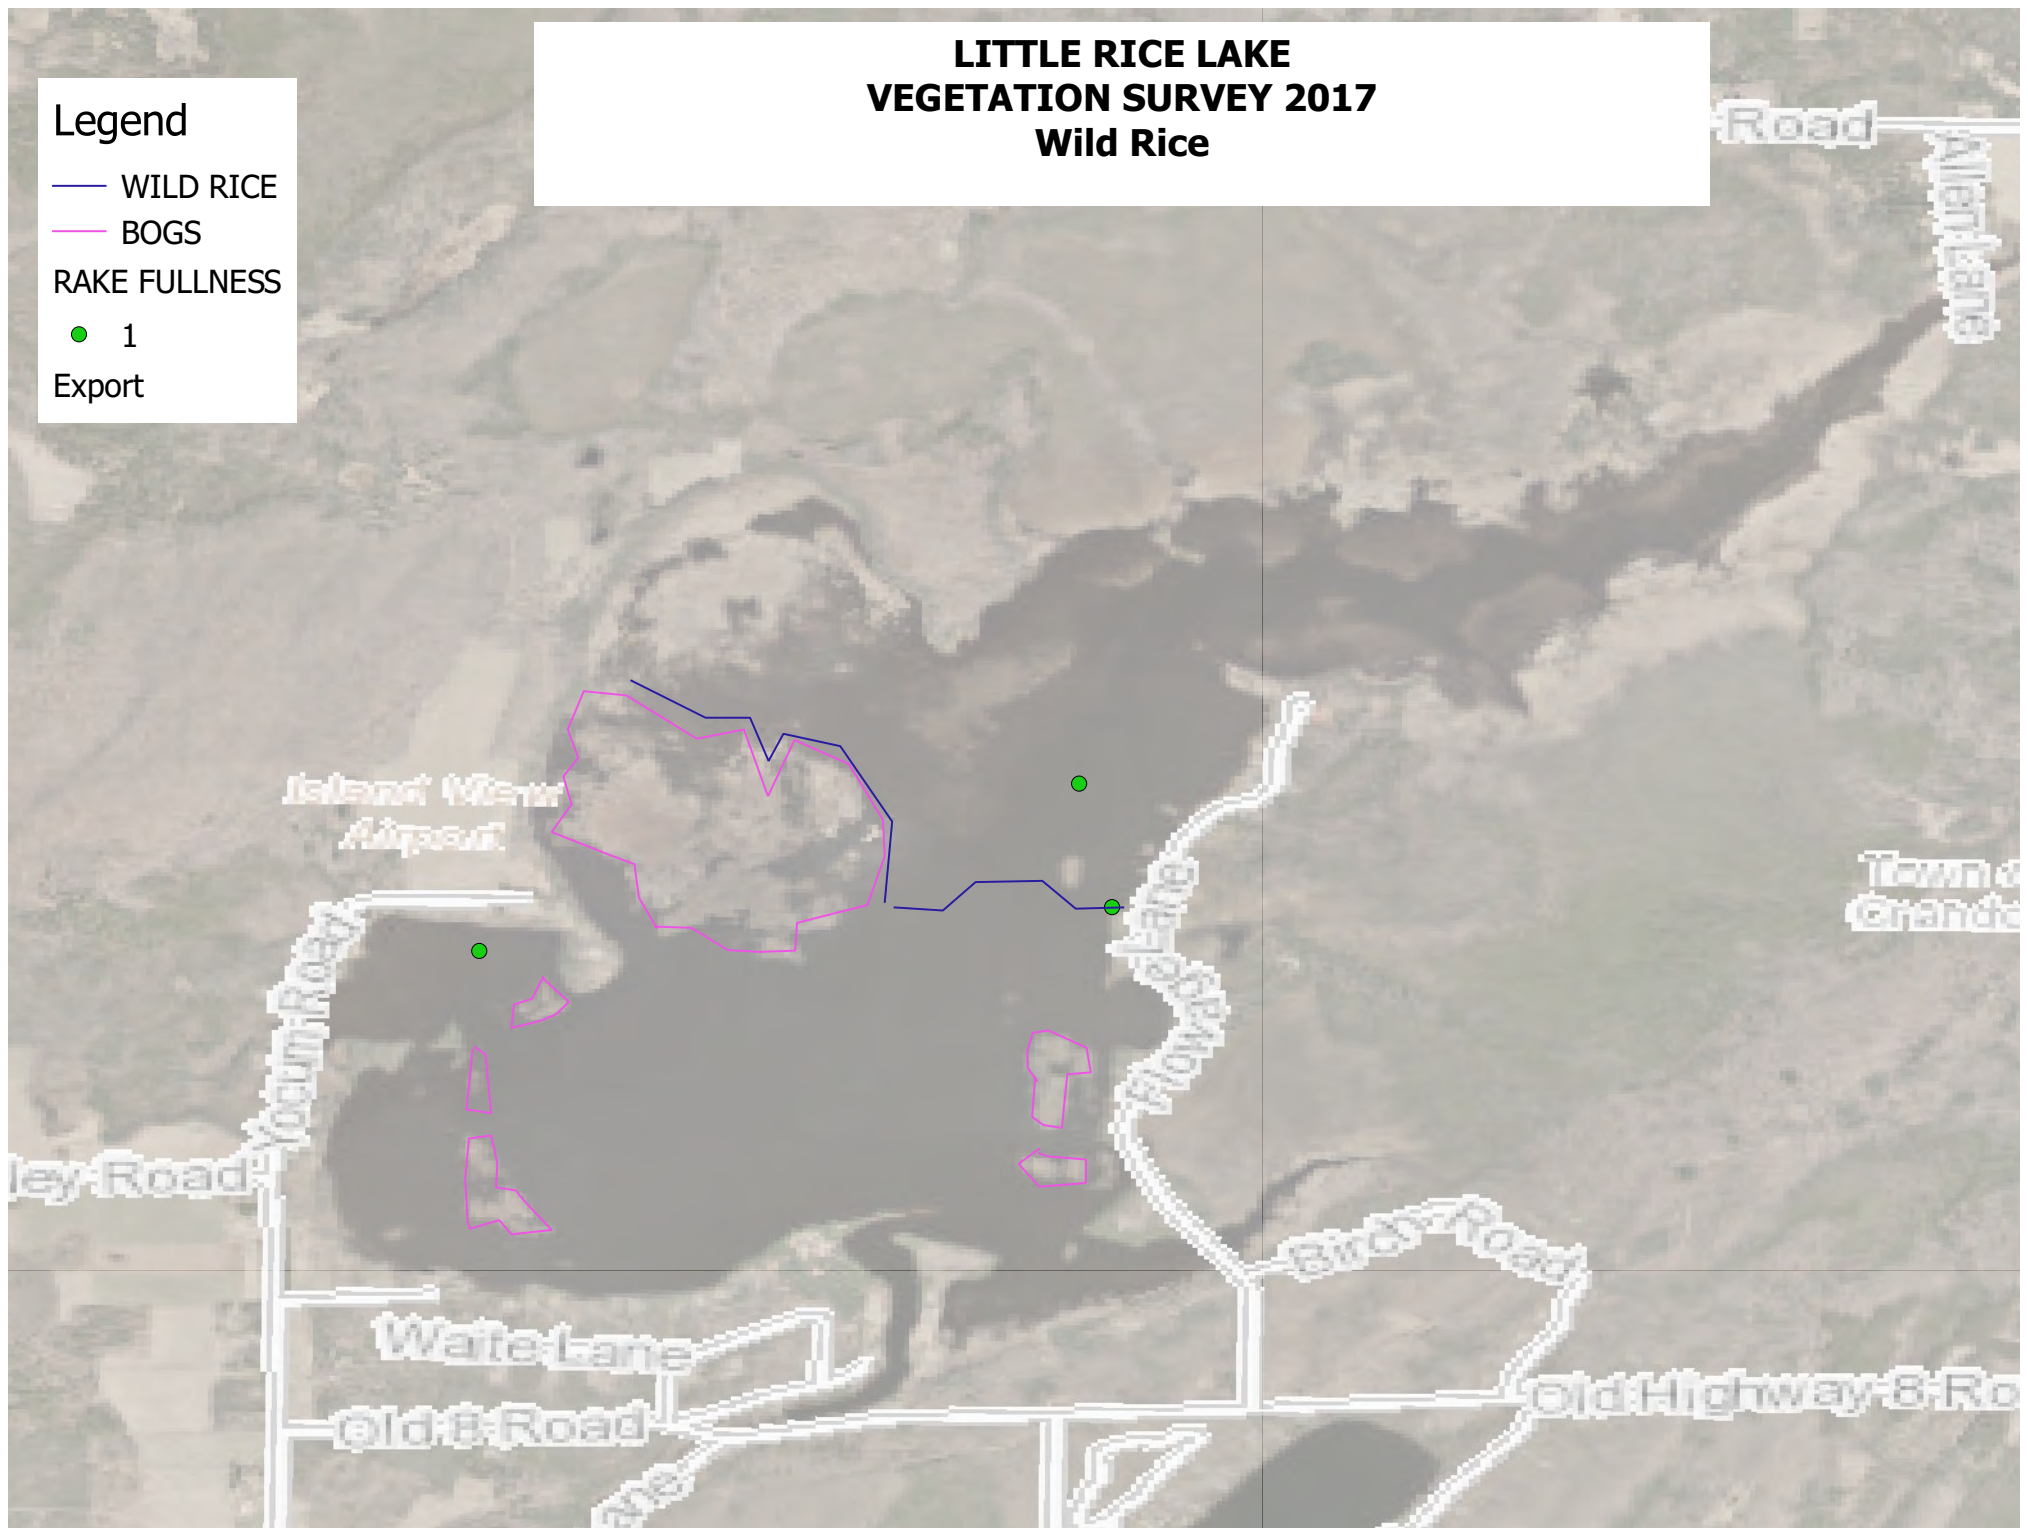 LITTLE RICE LAKE
VEGETATION SURVEY 2017
Wild Rice
Legend
WILD RICE
BOGS
RAKE FULLNESS
1
Export
Road
Allen Lane
Island View
Airport
Town o
Crando
Yocum Road
Flowage Lane
ley Road
Birch Road
Waite Lane
Old 8 Road
Old Highway 8 Ro
ane